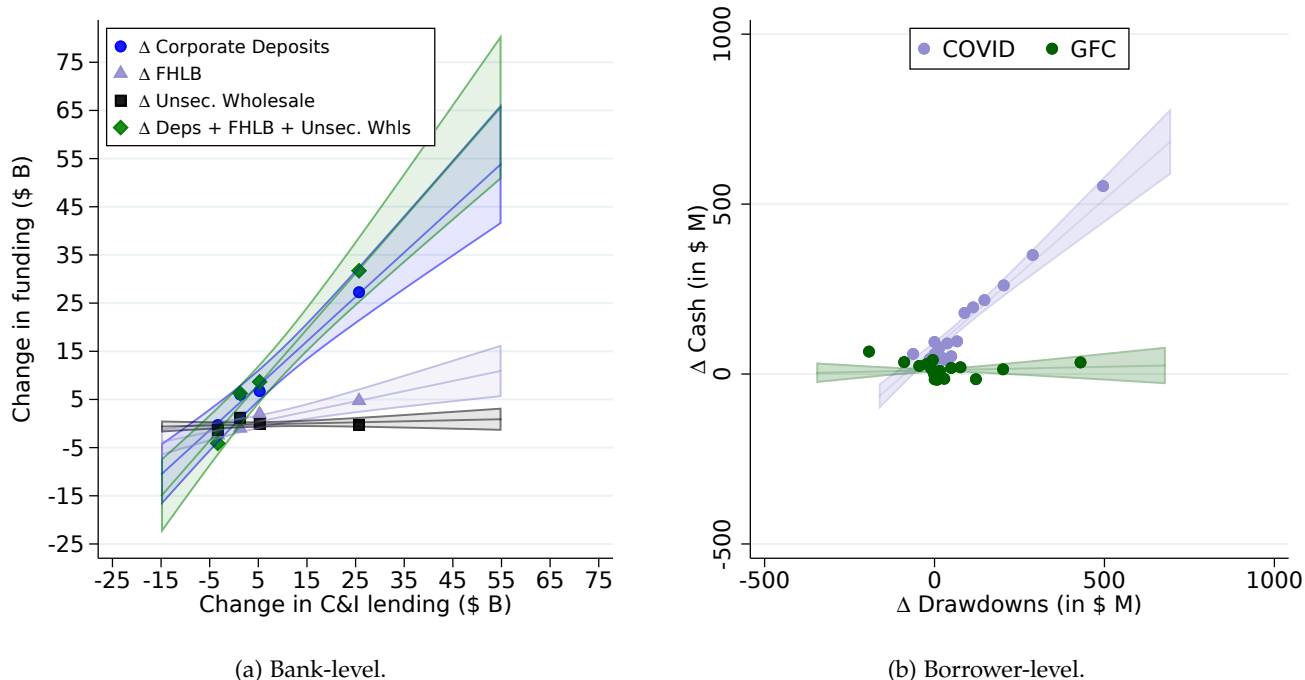 Δ Corporate Deposits
Δ FHLB
Δ Unsec. Wholesale
Δ Deps + FHLB + Unsec. Whls
Change in funding ($ B)
75
65
55
45
35
25
15
5
-5
-15
-25
-25 -15 -5 5 15 25 35 45 55 65 75
Change in C&I lending ($ B)
(a) Bank-level.
COVID GFC
Δ Cash (in $ M)
1000
500
0
-500
-500 0 500 1000
Δ Drawdowns (in $ M)
(b) Borrower-level.